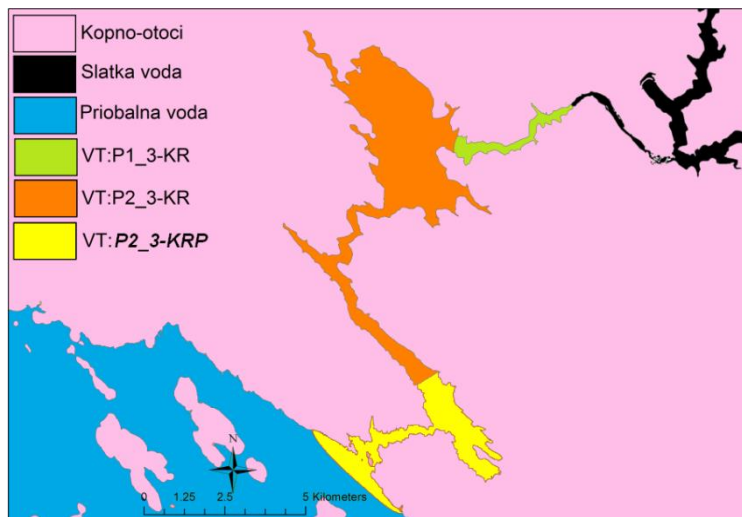 Kopno-otoci
Slatka voda
Priobalna voda
VT:P1_3-KR
VT:P2_3-KR
VT:P2_3-KRP
N
0 1.25 2.5 5 Kilometers